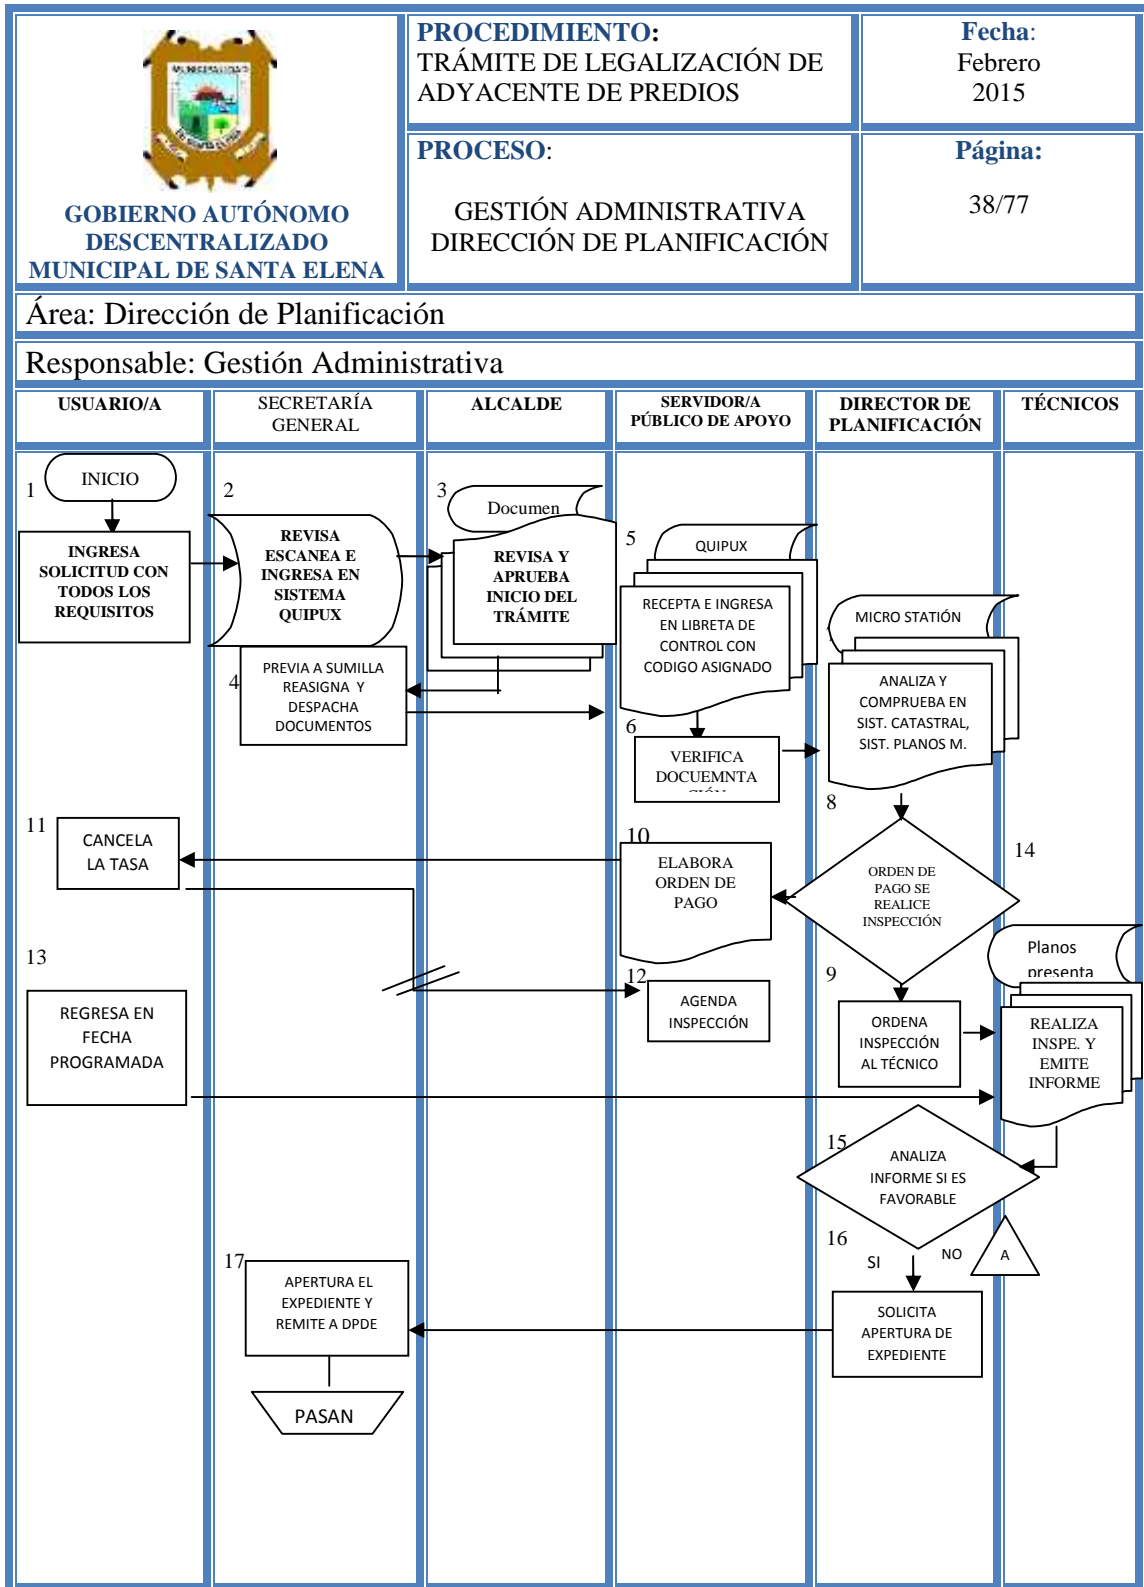 MUNICIPALIDAD
GOBIERNO AUTÓNOMO
DESCENTRALIZADO
MUNICIPAL DE SANTA ELENA
PROCEDIMIENTO:
TRÁMITE DE LEGALIZACIÓN DE
ADYACENTE DE PREDIOS
Fecha:
Febrero
2015
PROCESO:
GESTIÓN ADMINISTRATIVA
DIRECCIÓN DE PLANIFICACIÓN
Página:
38/77
Área: Dirección de Planificación
Responsable: Gestión Administrativa
USUARIO/A
SECRETARÍA
GENERAL
ALCALDE
SERVIDOR/A
PÚBLICO DE APOYO
DIRECTOR DE
PLANIFICACIÓN
TÉCNICOS
1
INICIO
INGRESA
SOLICITUD CON
TODOS LOS
REQUISITOS
2
REVISA
ESCANEA E
INGRESA EN
SISTEMA
QUIPUX
3
Documen
REVISA Y
APRUEBA
INICIO DEL
TRÁMITE
4
PREVIA A SUMILLA
REASIGNA Y
DESPACHA
DOCUMENTOS
5
QUIPUX
RECEPTA E INGRESA
EN LIBRETA DE
CONTROL CON
CODIGO ASIGNADO
6
VERIFICA
DOCUEMNTA
MICRO STATIÓN
ANALIZA Y
COMPRUEBA EN
SIST. CATASTRAL,
SIST. PLANOS M.
8
ORDEN DE
PAGO SE
REALICE
INSPECCIÓN
9
ORDENA
INSPECCIÓN
AL TÉCNICO
10
ELABORA
ORDEN DE
PAGO
11
CANCELA
LA TASA
12
AGENDA
INSPECCIÓN
13
REGRESA EN
FECHA
PROGRAMADA
14
Planos
presenta
REALIZA
INSPE. Y
EMITE
INFORME
15
ANALIZA
INFORME SI ES
FAVORABLE
16
SI
NO
A
SOLICITA
APERTURA DE
EXPEDIENTE
17
APERTURA EL
EXPEDIENTE Y
REMITE A DPDE
PASAN